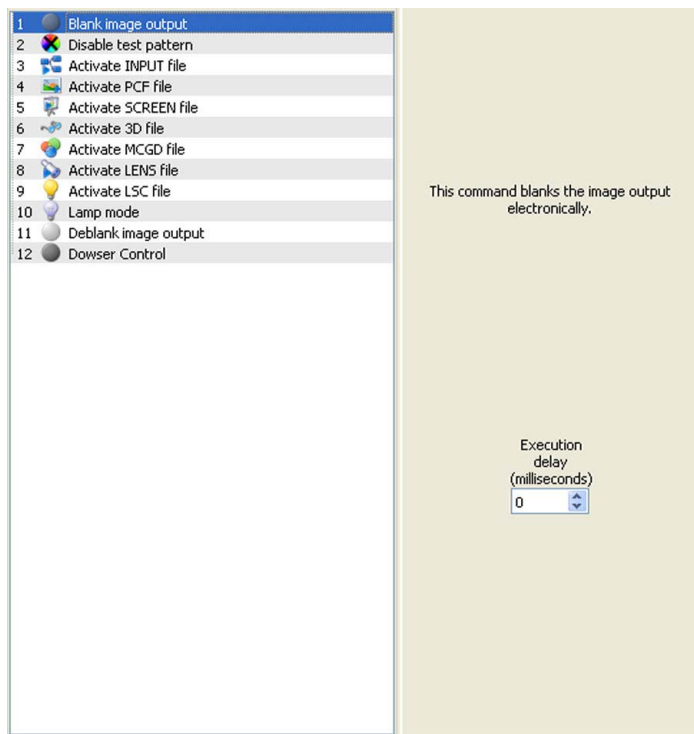 1 Blank image output
2 Disable test pattern
3 Activate INPUT file
4 Activate PCF file
5 Activate SCREEN file
6 Activate 3D file
7 Activate MCGD file
8 Activate LENS file
9 Activate LSC file
10 Lamp mode
11 Deblank image output
12 Dowser Control
This command blanks the image output
electronically.
Execution
delay
(milliseconds)
0